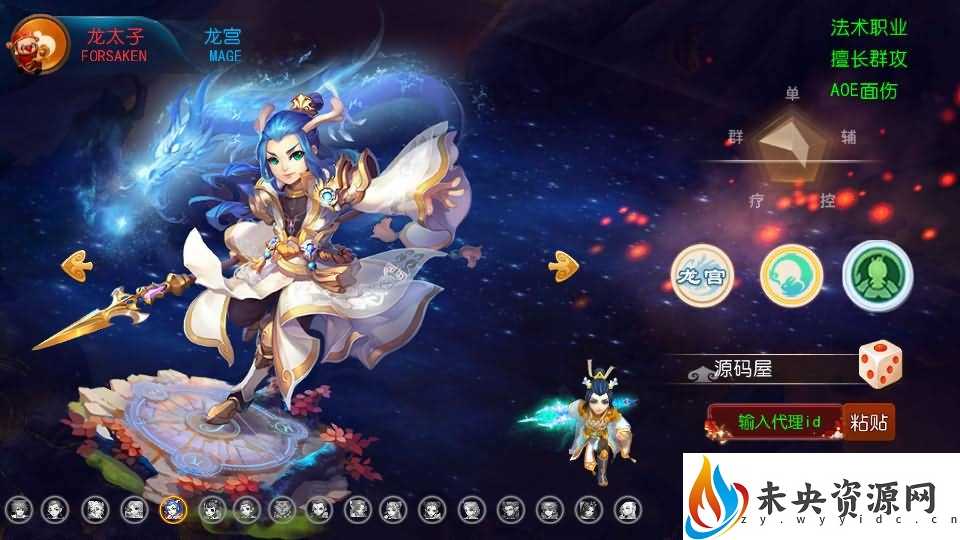 龙太子
FORSAKEN
龙宫
MAGE
法术职业
擅长群攻
AOE面伤
单
群
辅
疗
控
龙宫
源码屋
输入代理id
粘贴
未央资源网
zy.wyyidc.cn